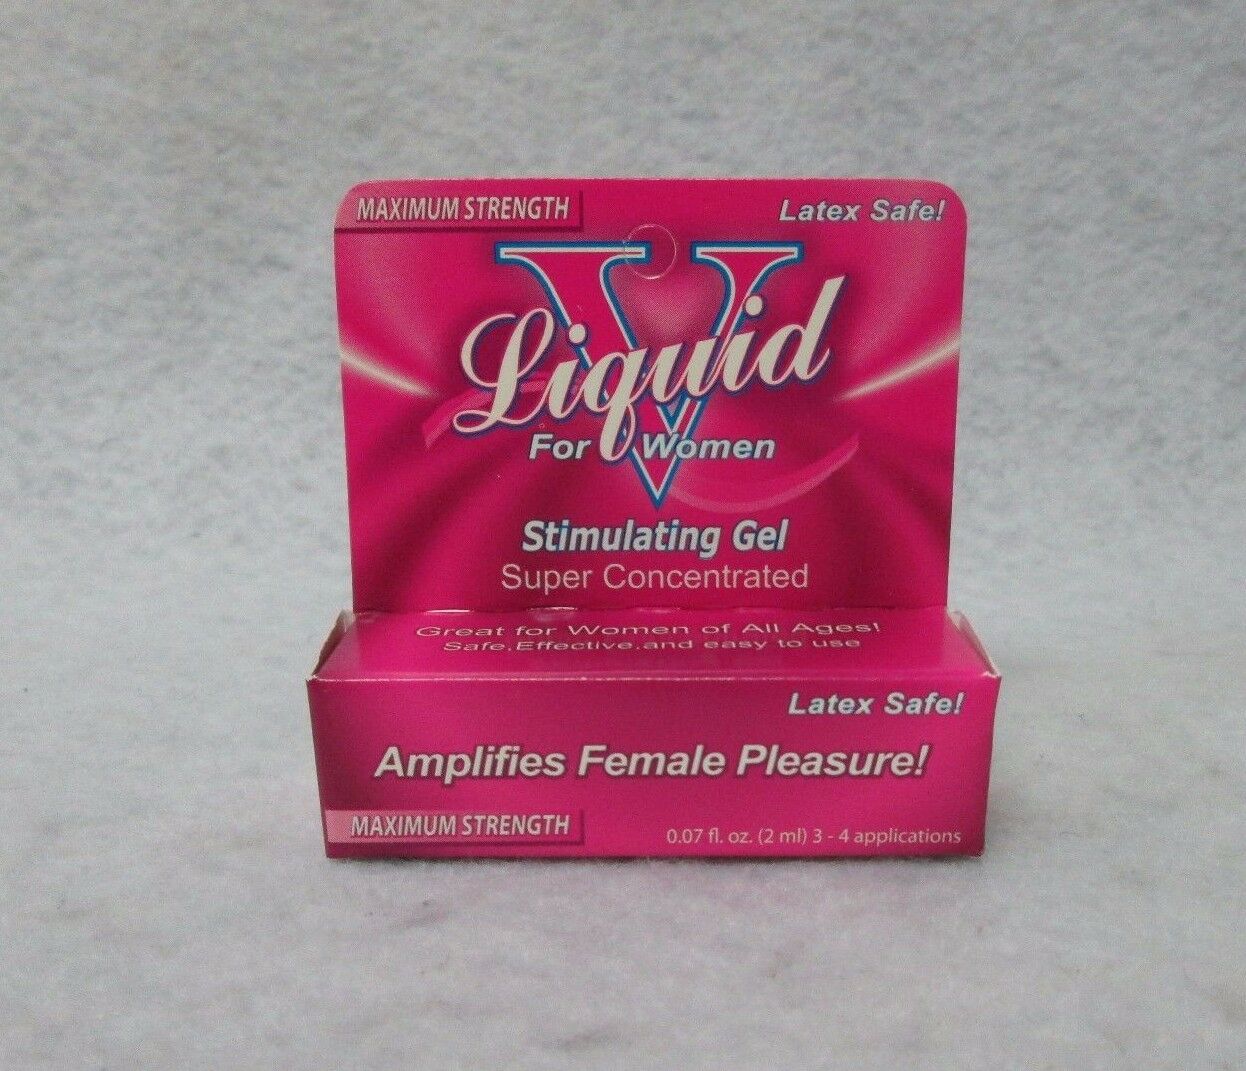 MAXIMUM STRENGTH
Latex Safe!
V
Liquid
For Women
Stimulating Gel
Super Concentrated
Great for Women of All Ages!
Safe,Effective,and easy to use
Latex Safe!
Amplifies Female Pleasure!
MAXIMUM STRENGTH
0.07 fl. oz. (2 ml) 3 - 4 applications